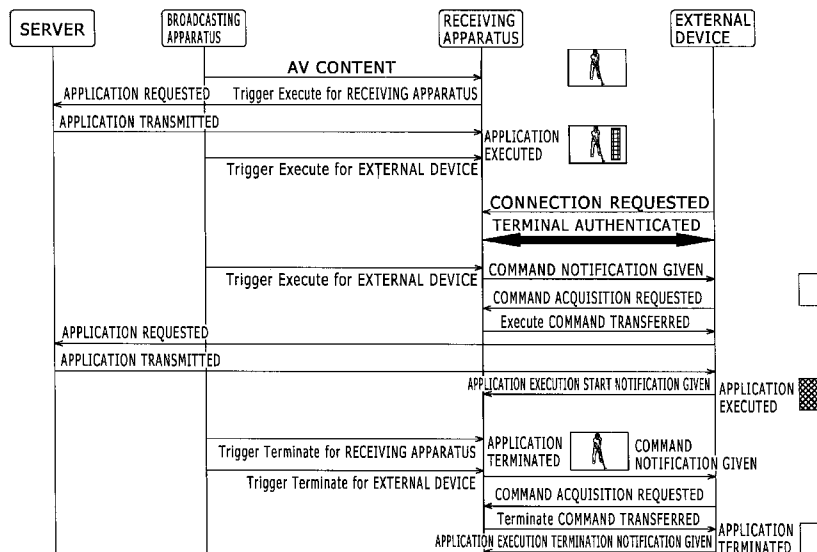 SERVER
BROADCASTING
APPARATUS
RECEIVING
APPARATUS
EXTERNAL
DEVICE
AV CONTENT
APPLICATION REQUESTED
Trigger Execute for RECEIVING APPARATUS
APPLICATION TRANSMITTED
APPLICATION
EXECUTED
Trigger Execute for EXTERNAL DEVICE
CONNECTION REQUESTED
TERMINAL AUTHENTICATED
Trigger Execute for EXTERNAL DEVICE
COMMAND NOTIFICATION GIVEN
COMMAND ACQUISITION REQUESTED
Execute COMMAND TRANSFERRED
APPLICATION REQUESTED
APPLICATION TRANSMITTED
APPLICATION EXECUTION START NOTIFICATION GIVEN
APPLICATION
EXECUTED
Trigger Terminate for RECEIVING APPARATUS
APPLICATION
TERMINATED
COMMAND
NOTIFICATION GIVEN
Trigger Terminate for EXTERNAL DEVICE
COMMAND ACQUISITION REQUESTED
Terminate COMMAND TRANSFERRED
APPLICATION EXECUTION TERMINATION NOTIFICATION GIVEN
APPLICATION
TERMINATED